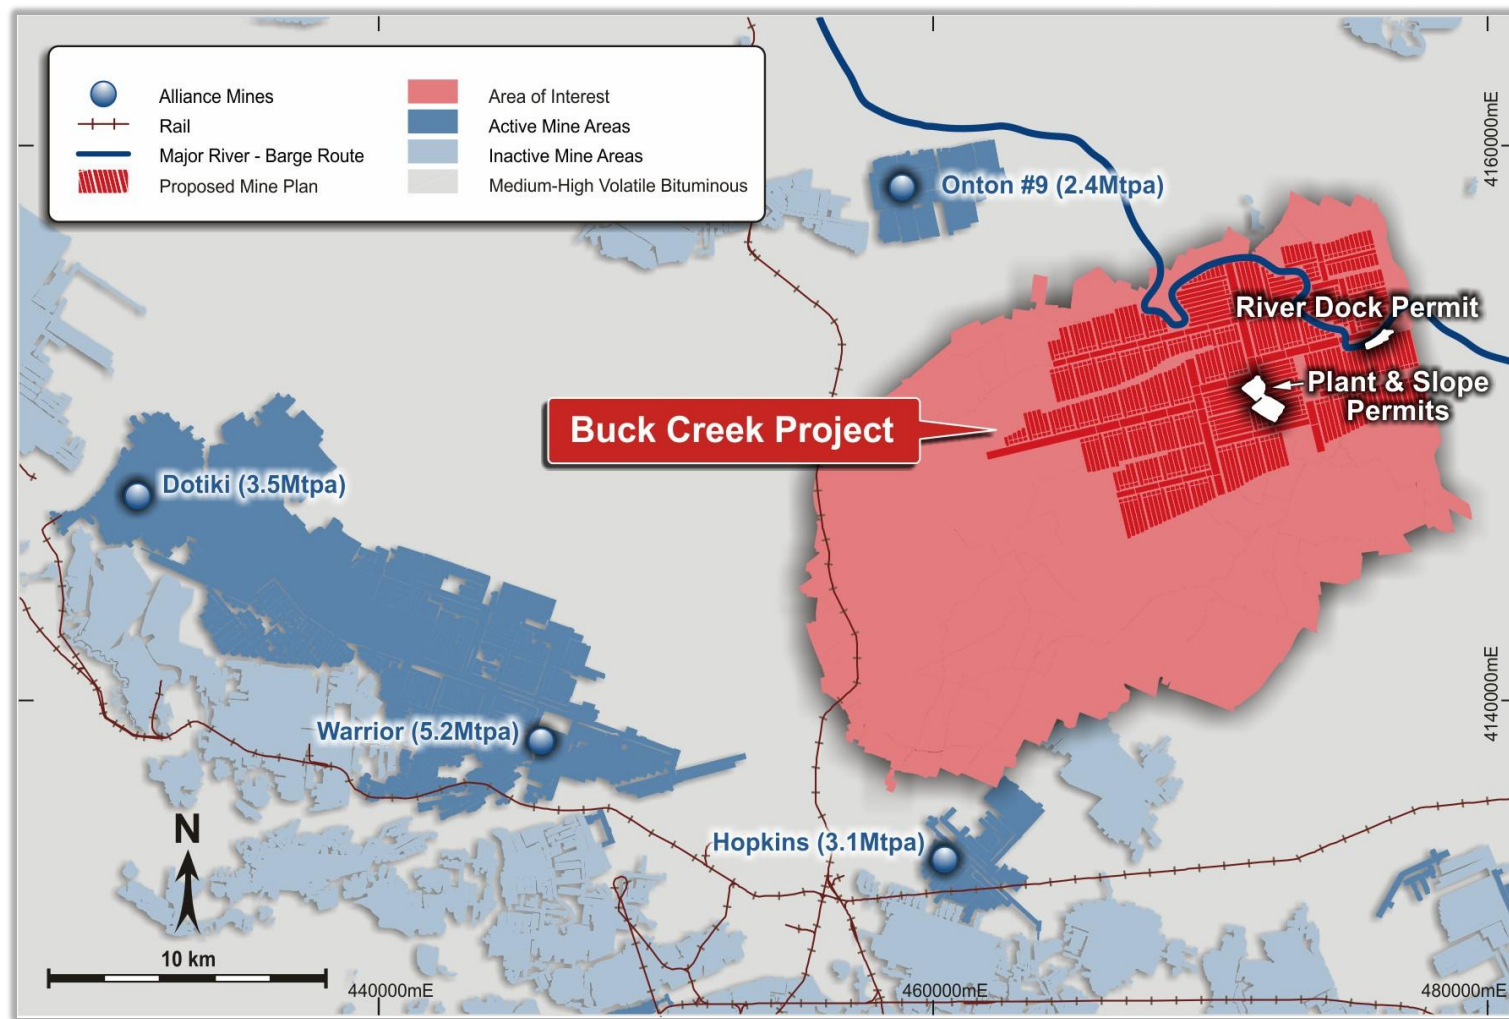 Alliance Mines
Rail
Major River - Barge Route
Proposed Mine Plan
Area of Interest
Active Mine Areas
Inactive Mine Areas
Medium-High Volatile Bituminous
4160000mE
Onton #9 (2.4Mtpa)
River Dock Permit
Plant & Slope
Permits
Buck Creek Project
Dotiki (3.5Mtpa)
4140000mE
Warrior (5.2Mtpa)
Hopkins (3.1Mtpa)
N
10 km
440000mE
460000mE
480000mE